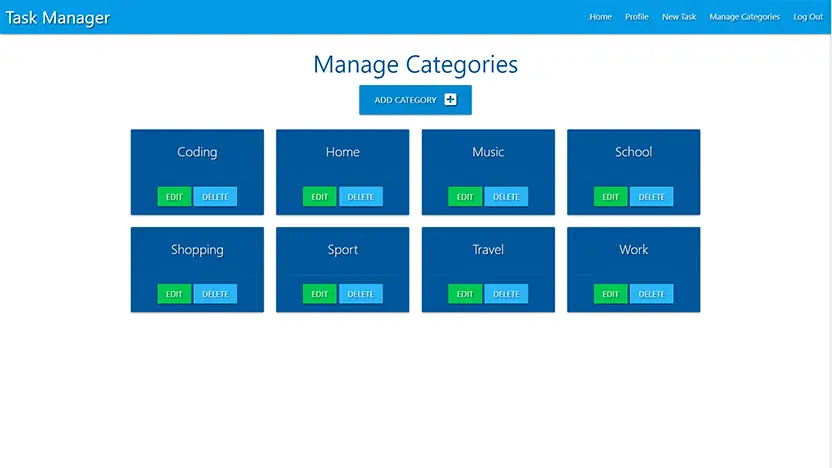 Task Manager
Home Profile New Task Manage Categories Log Out
Manage Categories
ADD CATEGORY
Coding Home Music School
EDIT DELETE EDIT DELETE EDIT DELETE EDIT DELETE
Shopping Sport Travel Work
EDIT DELETE EDIT DELETE EDIT DELETE EDIT DELETE